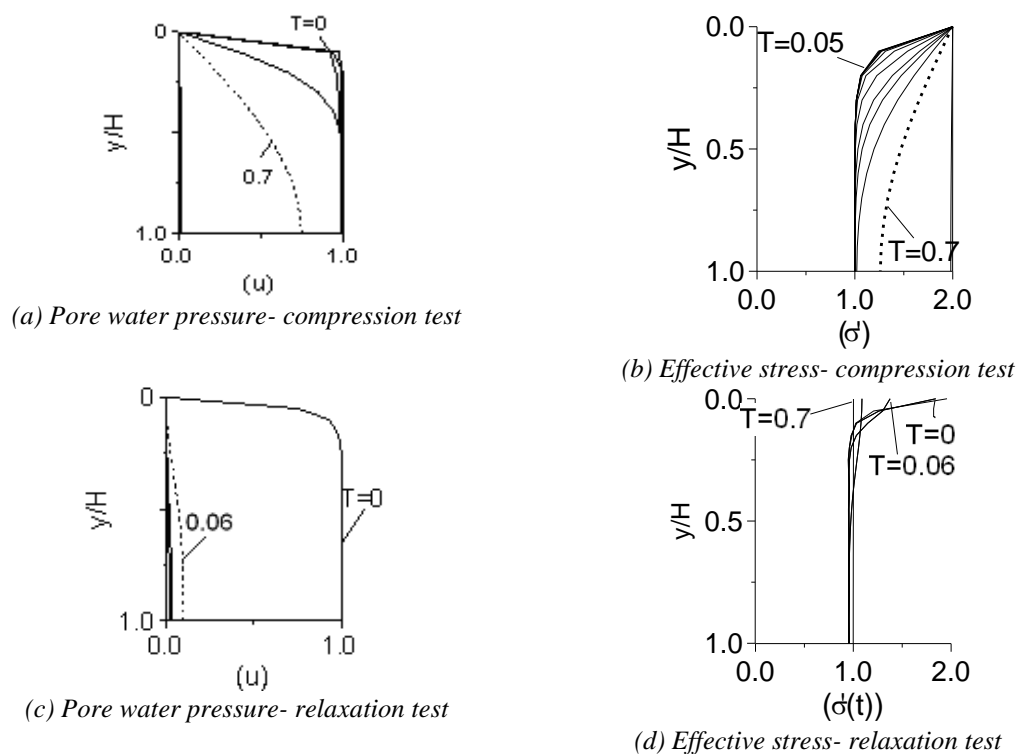 0
T=0
y/H
0.7
1.0
0.0
1.0
(u)
(a) Pore water pressure- compression test
0.0
T=0.05
y/H
0.5
T=0.7
1.0
0.0
1.0
2.0
(σ')
(b) Effective stress- compression test
0
T=0
y/H
0.06
1.0
0.0
1.0
(u)
(c) Pore water pressure- relaxation test
0.0
T=0.7
T=0
T=0.06
y/H
0.5
1.0
0.0
1.0
2.0
(σ'(t))
(d) Effective stress- relaxation test